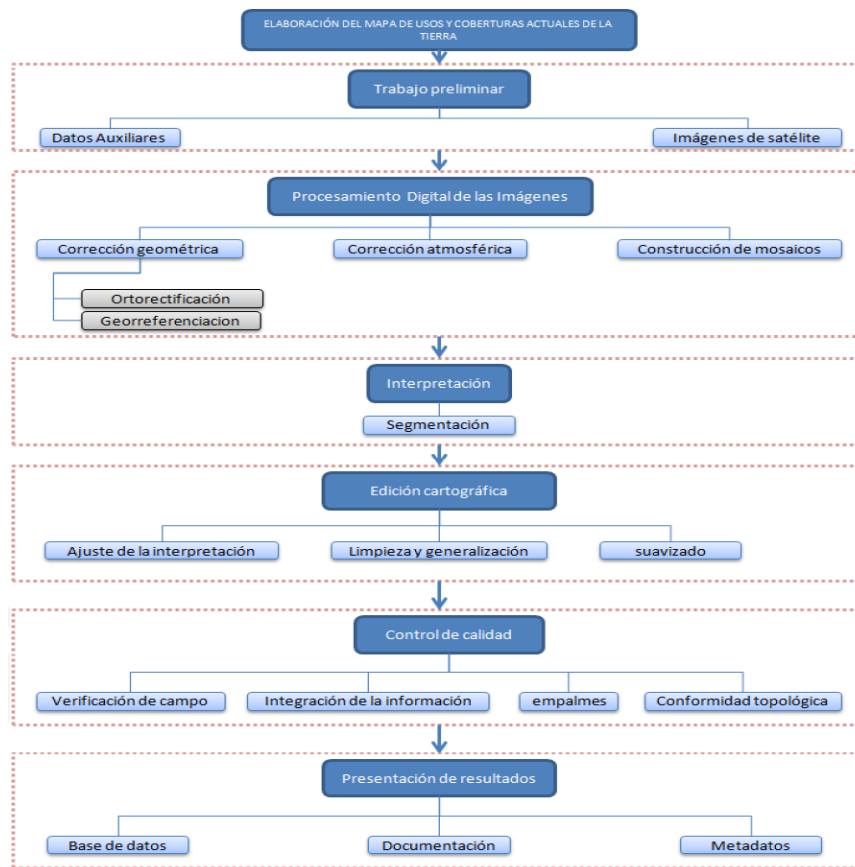 ELABORACIÓN DEL MAPA DE USOS Y COBERTURAS ACTUALES DE LA
TIERRA
Trabajo preliminar
Datos Auxiliares
Imágenes de satélite
Procesamiento Digital de las Imágenes
Corrección geométrica
Corrección atmosférica
Construcción de mosaicos
Ortorectificación
Georreferenciacion
Interpretación
Segmentación
Edición cartográfica
Ajuste de la interpretación
Limpieza y generalización
suavizado
Control de calidad
Verificación de campo
Integración de la información
empalmes
Conformidad topológica
Presentación de resultados
Base de datos
Documentación
Metadatos